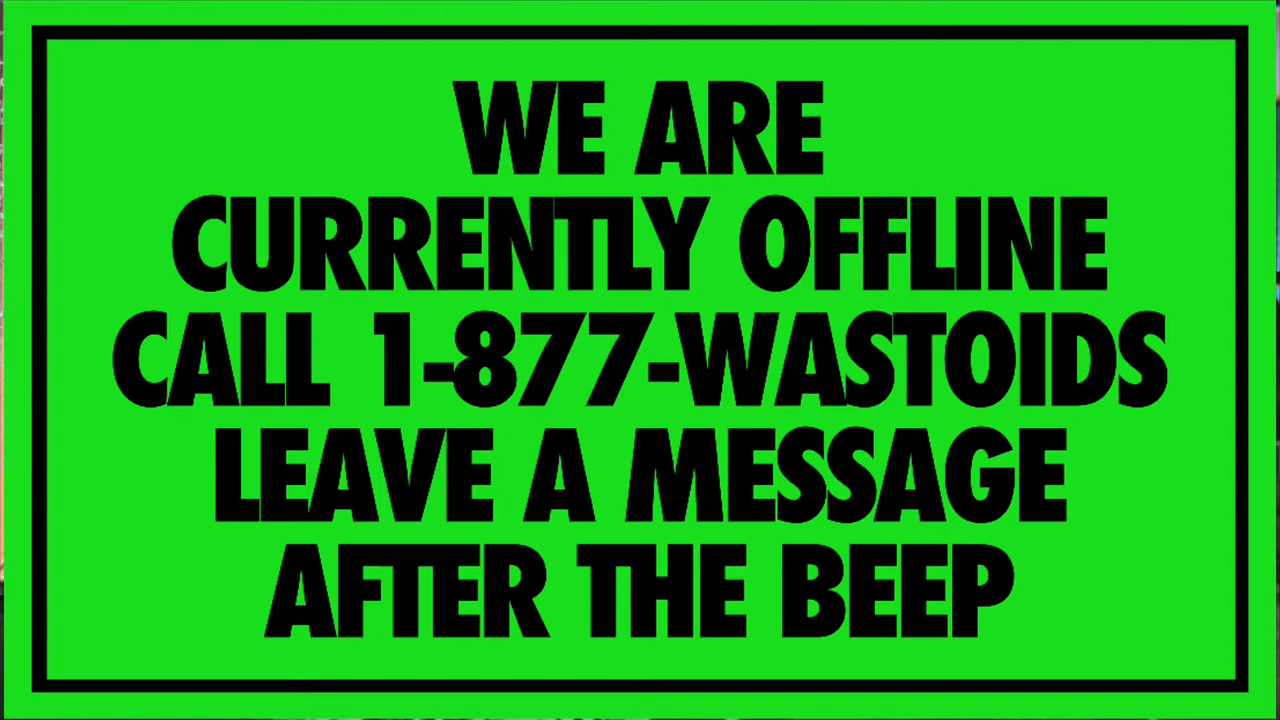 WE ARE
CURRENTLY OFFLINE
CALL 1-877-WASTOIDS
LEAVE A MESSAGE
AFTER THE BEEP